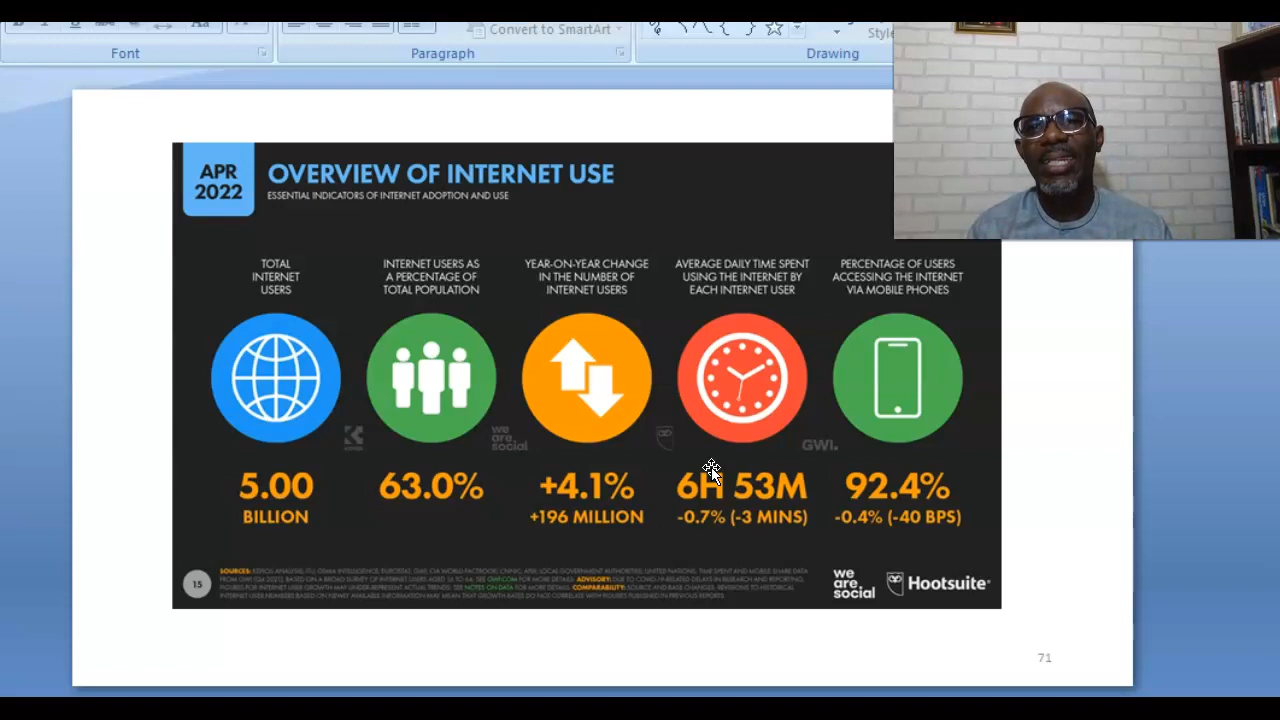 Convert to SmartArt
Font
Paragraph
Drawing
APR
2022
OVERVIEW OF INTERNET USE
ESSENTIAL INDICATORS OF INTERNET ADOPTION AND USE
TOTAL
INTERNET
USERS
INTERNET USERS AS
A PERCENTAGE OF
TOTAL POPULATION
YEAR-ON-YEAR CHANGE
IN THE NUMBER OF
INTERNET USERS
AVERAGE DAILY TIME SPENT
USING THE INTERNET BY
EACH INTERNET USER
PERCENTAGE OF USERS
ACCESSING THE INTERNET
VIA MOBILE PHONES
we
are
social
GWI.
5.00
BILLION
63.0%
+4.1%
+196 MILLION
6H 53M
-0.7% (-3 MINS)
92.4%
-0.4% (-40 BPS)
15
we
are
social
Hootsuite
71